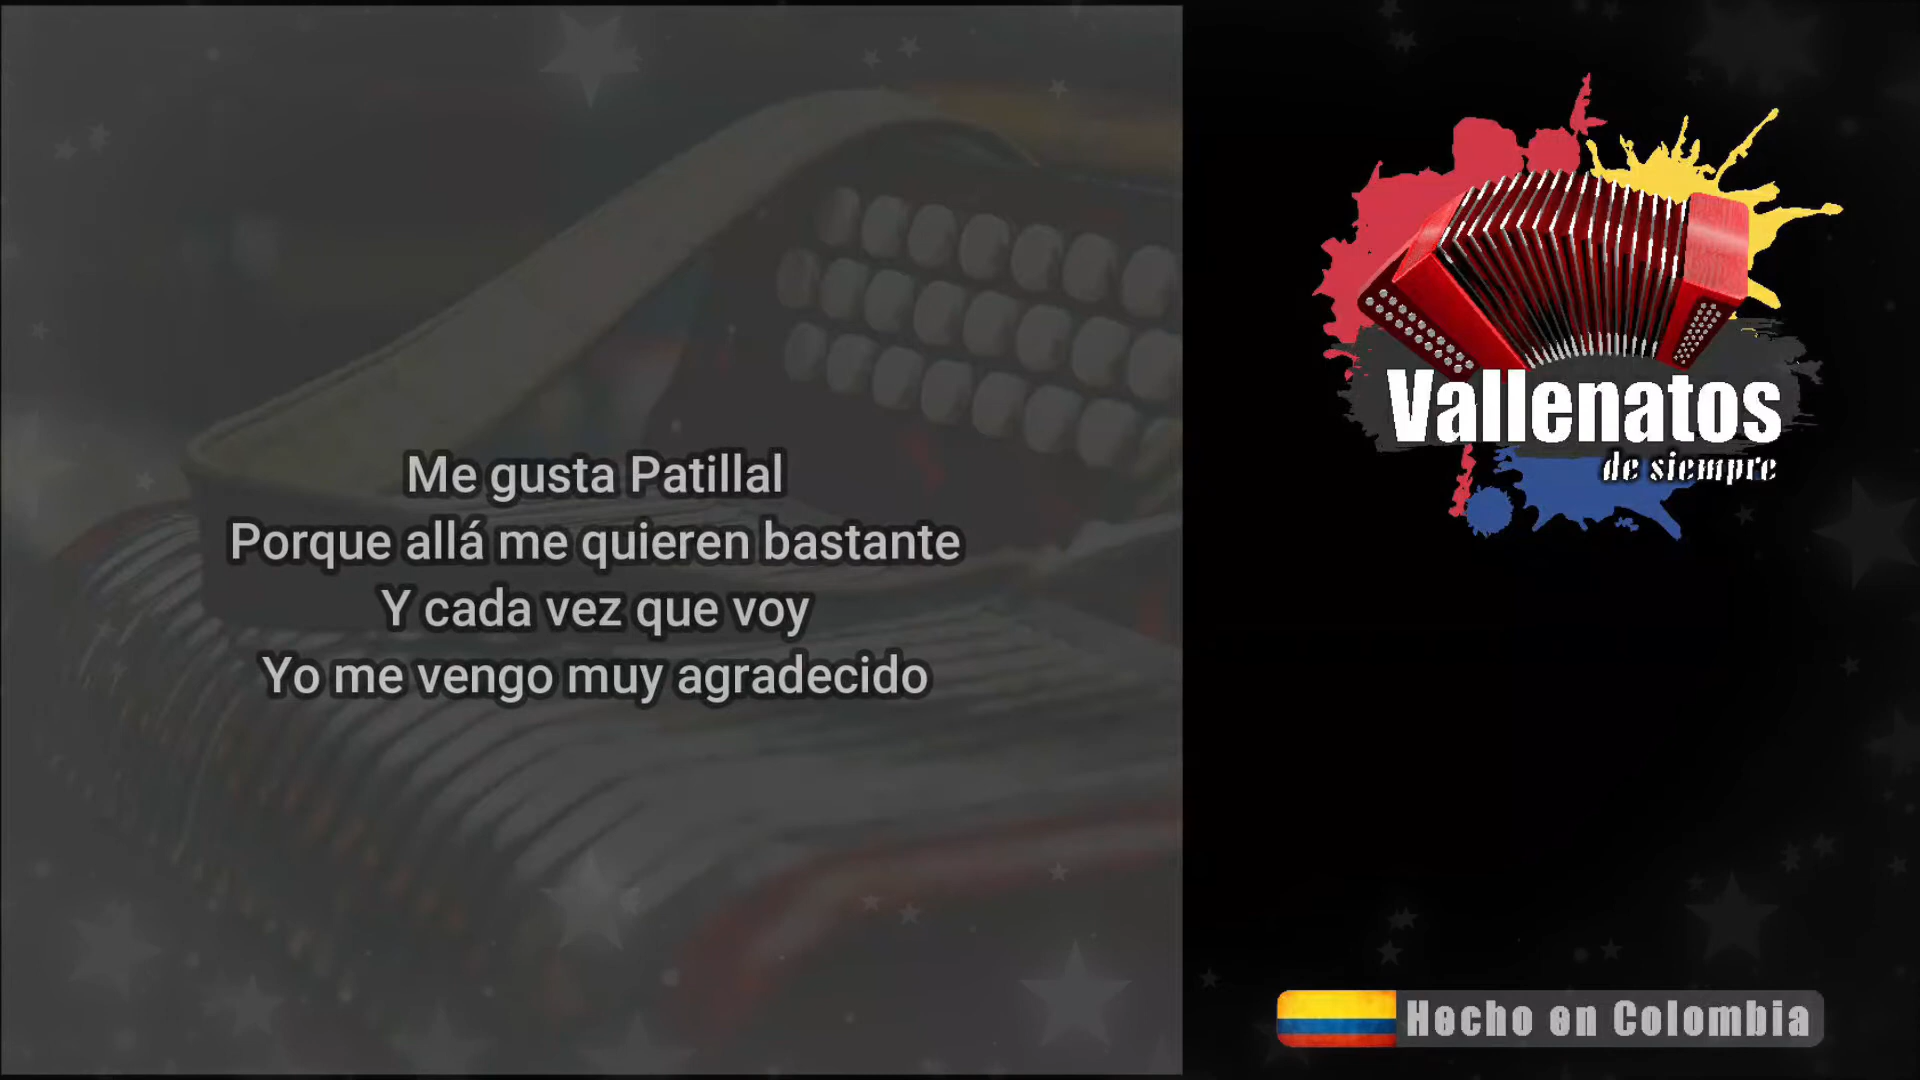 Me gusta Patillal
Porque allá me quieren bastante
Y cada vez que voy
Yo me vengo muy agradecido
Vallenatos
de siempre
Hecho en Colombia